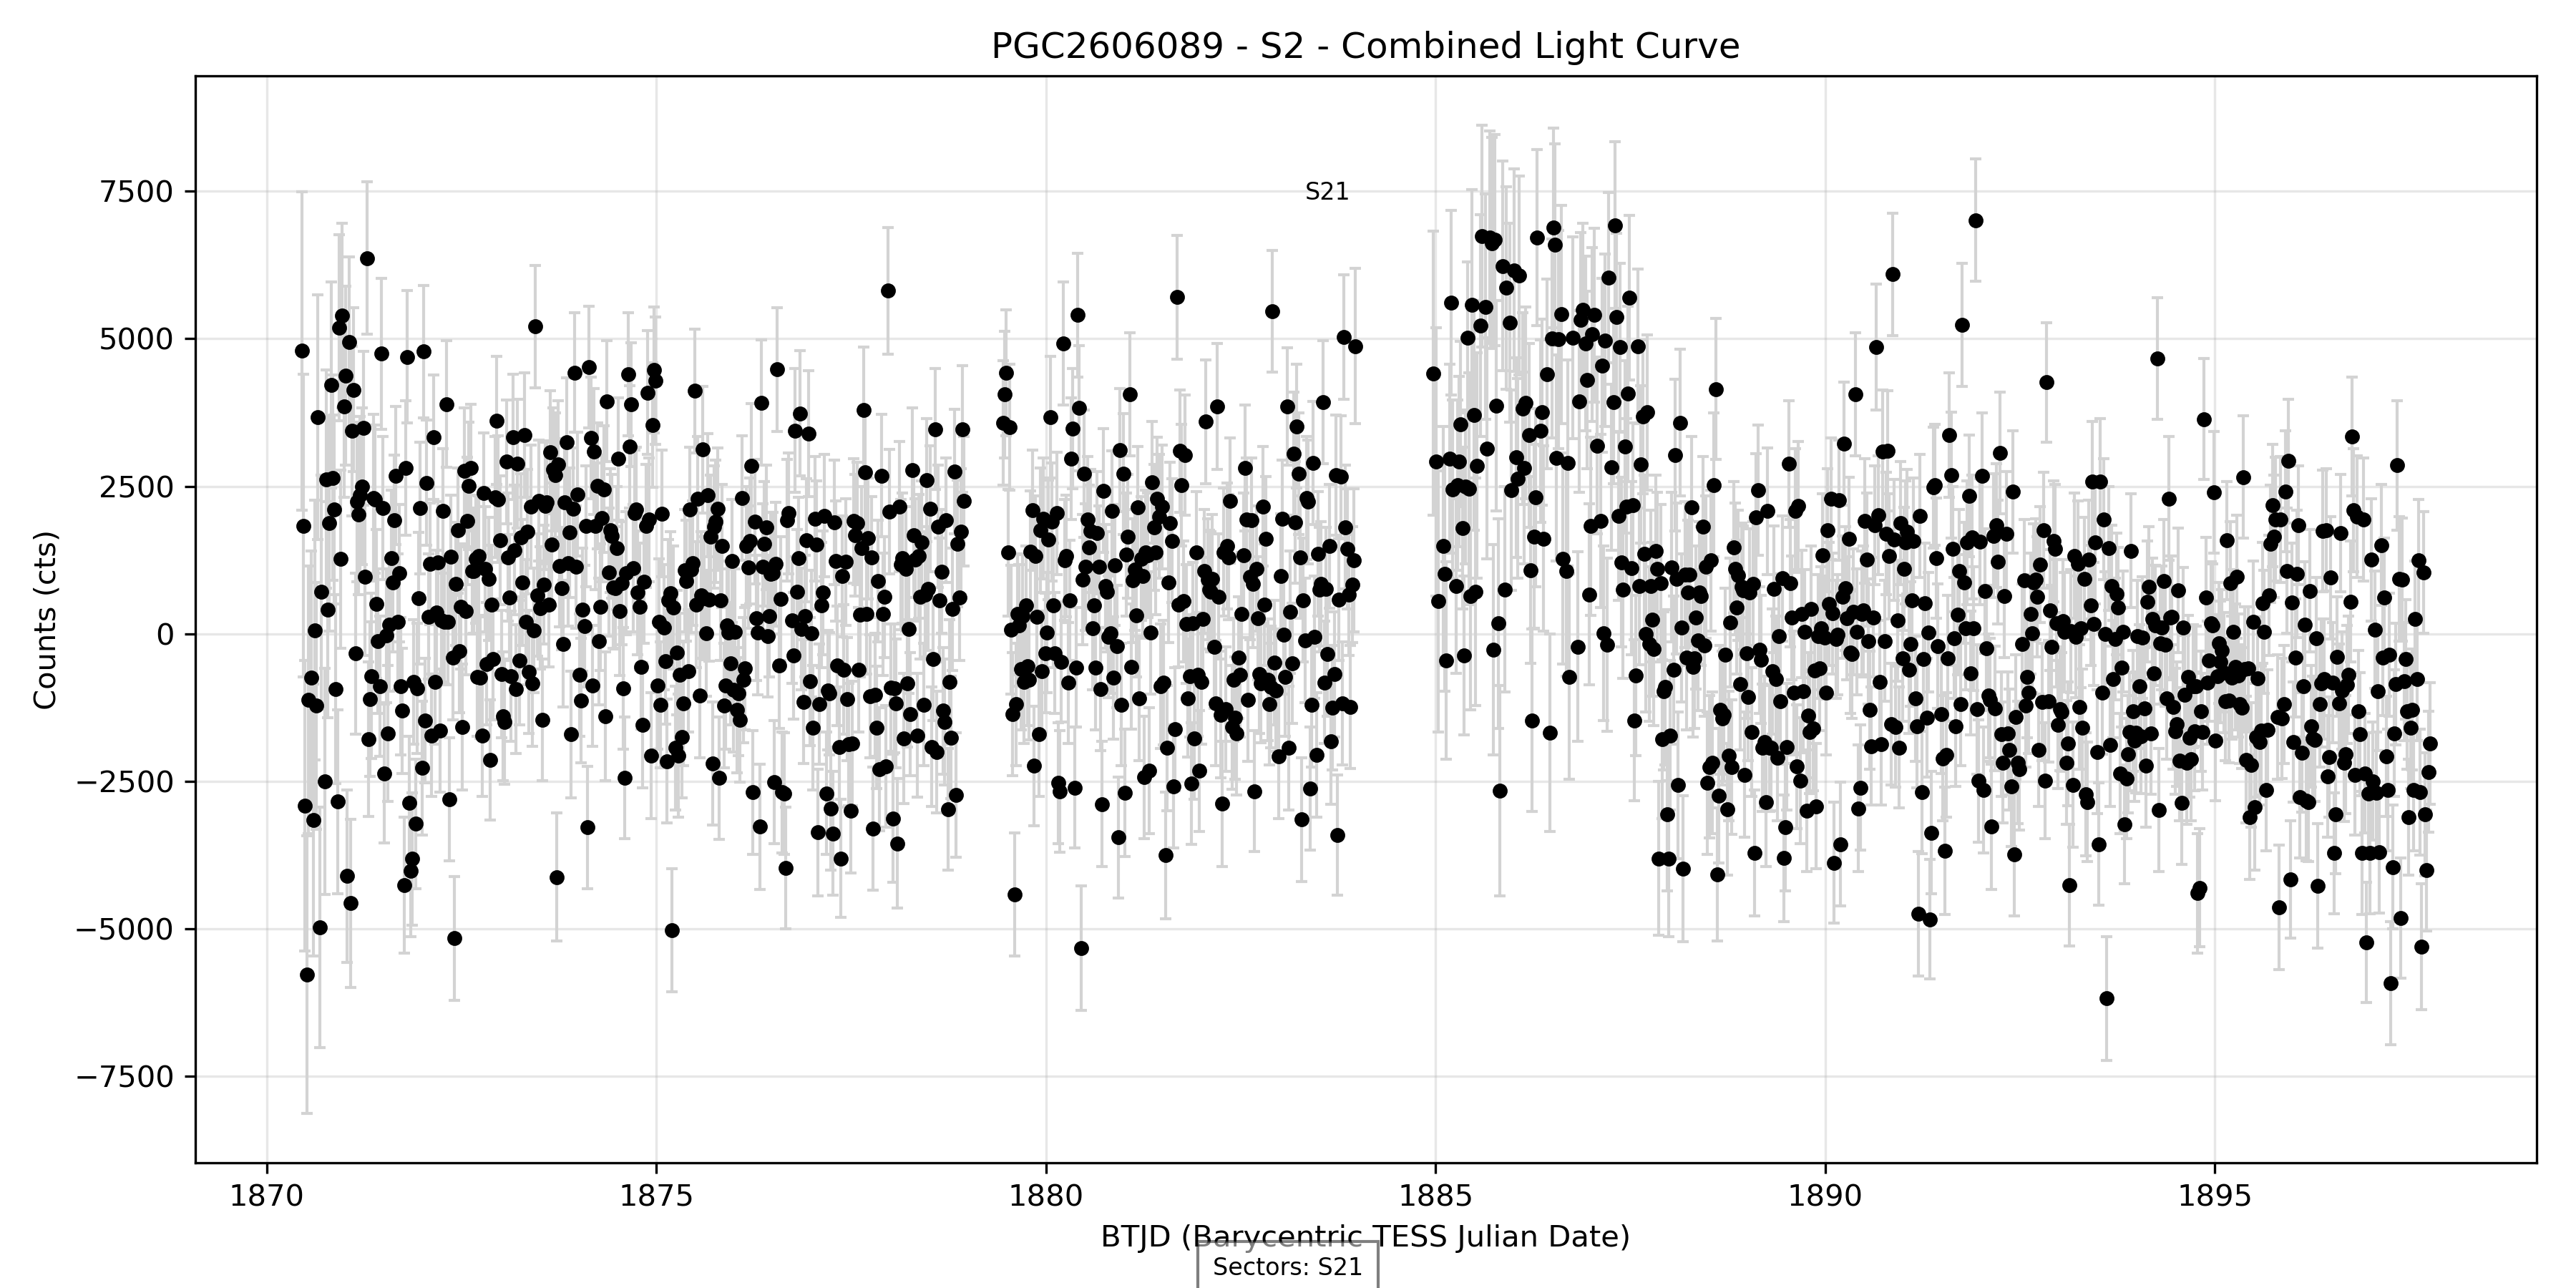 PGC2606089 - S2 - Combined Light Curve
7500
5000
2500
0
−2500
−5000
−7500
Counts (cts)
S21
1870
1875
1880
1885
1890
1895
BTJD (Barycentric TESS Julian Date)
Sectors: S21